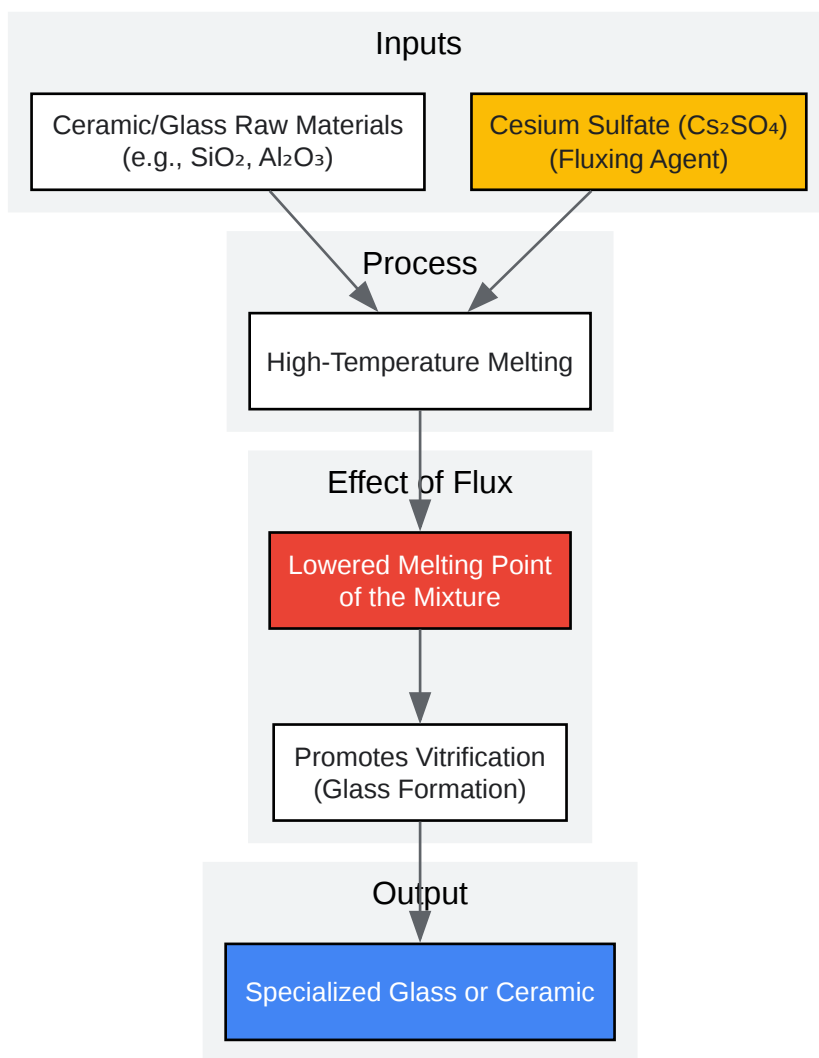 Inputs
Ceramic/Glass Raw Materials
(e.g., SiO₂, Al₂O₃)
Cesium Sulfate (Cs₂SO₄)
(Fluxing Agent)
Process
High-Temperature Melting
Effect of Flux
Lowered Melting Point
of the Mixture
Promotes Vitrification
(Glass Formation)
Output
Specialized Glass or Ceramic